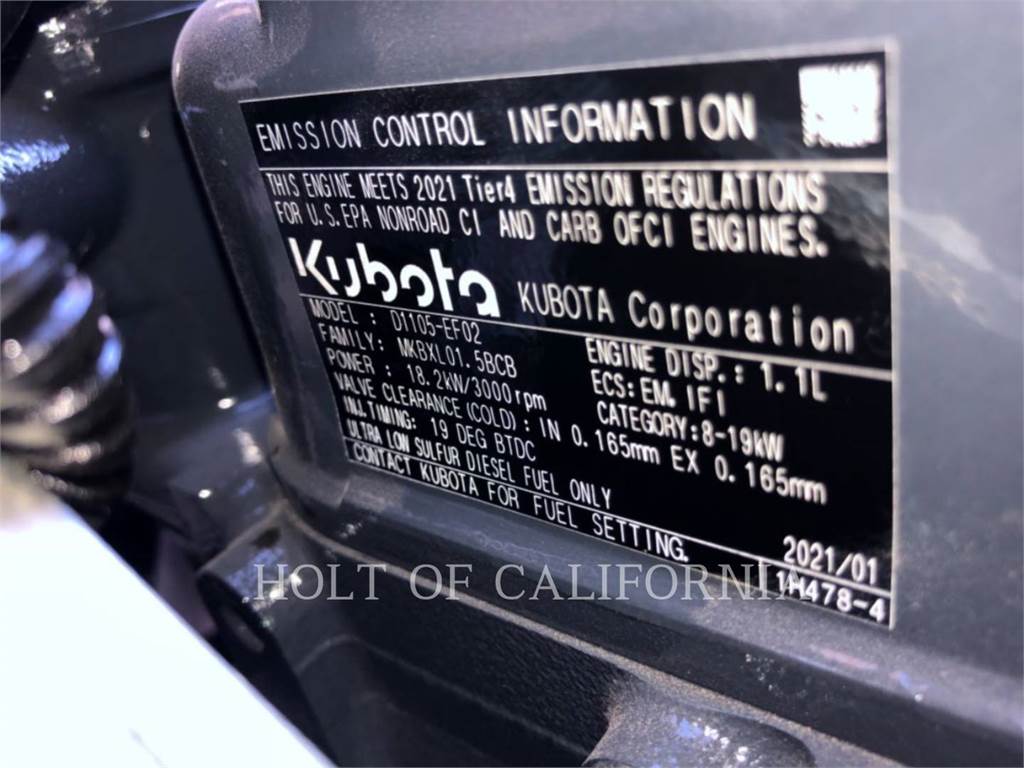 EMISSION CONTROL INFORMATION
THIS ENGINE MEETS 2021 Tier4 EMISSION REGULATIONS
FOR U.S.EPA NONROAD CI AND CARB OFCI ENGINES.
Kubota KUBOTA Corporation
MODEL : D1105-EF02 ENGINE DISP.: 1.1L
FAMILY: MKBXL01.5BCB ECS: EM, IFI
POWER : 18.2kW/3000rpm CATEGORY:8-19kW
VALVE CLEARANCE(COLD): IN 0.165mm EX 0.165mm
INJ.TIMING: 19 DEG BTDC
ULTRA LOW SULFUR DIESEL FUEL ONLY
CONTACT KUBOTA FOR FUEL SETTING.
2021/01
1H478-4
HOLT OF CALIFORNIA